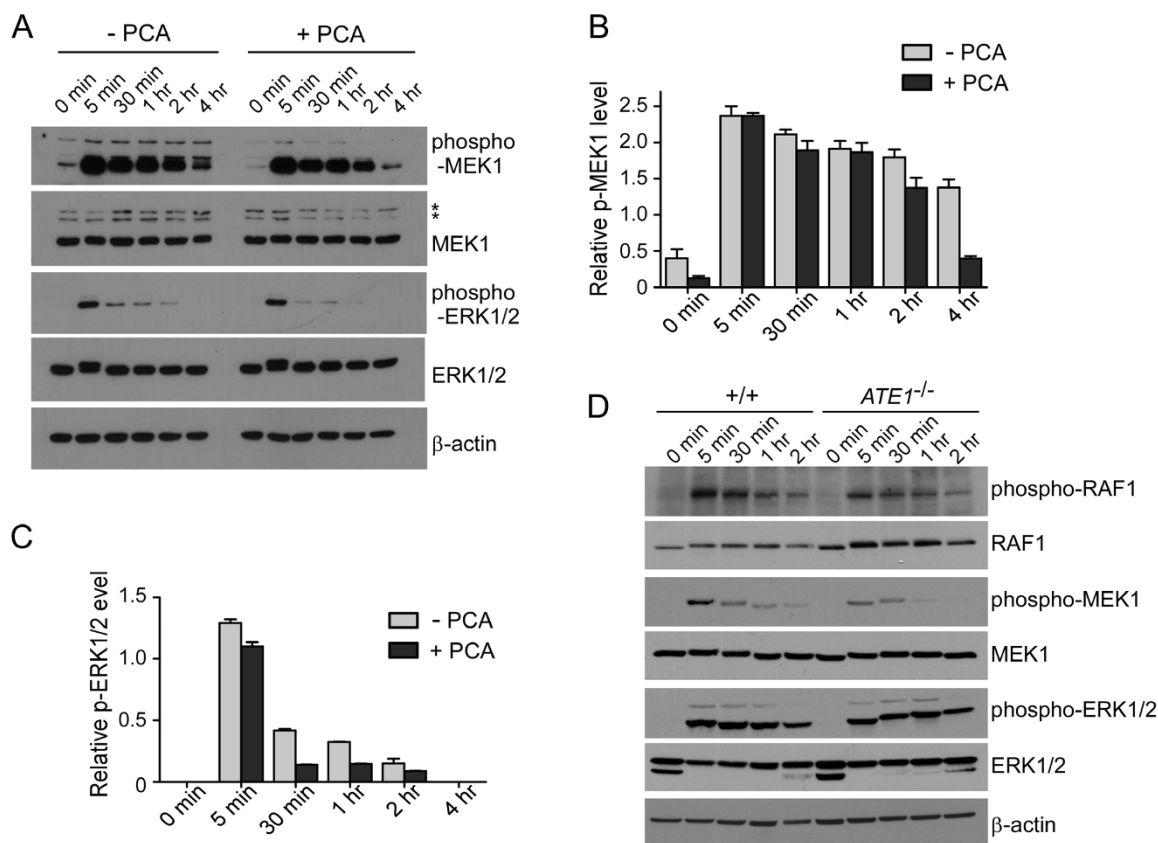 A
- PCA
+ PCA
0 min 5 min 30 min 1 hr 2 hr 4 hr 0 min 5 min 30 min 1 hr 2 hr 4 hr
phospho
-MEK1
*
*
MEK1
phospho
-ERK1/2
ERK1/2
β-actin
B
- PCA
+ PCA
Relative p-MEK1 level
2.5
2.0
1.5
1.0
0.5
0
0 min 5 min 30 min 1 hr 2 hr 4 hr
C
- PCA
+ PCA
Relative p-ERK1/2 evel
1.5
1.0
0.5
0
0 min 5 min 30 min 1 hr 2 hr 4 hr
D
+/+
ATE1-/-
0 min 5 min 30 min 1 hr 2 hr 0 min 5 min 30 min 1 hr 2 hr
phospho-RAF1
RAF1
phospho-MEK1
MEK1
phospho-ERK1/2
ERK1/2
β-actin